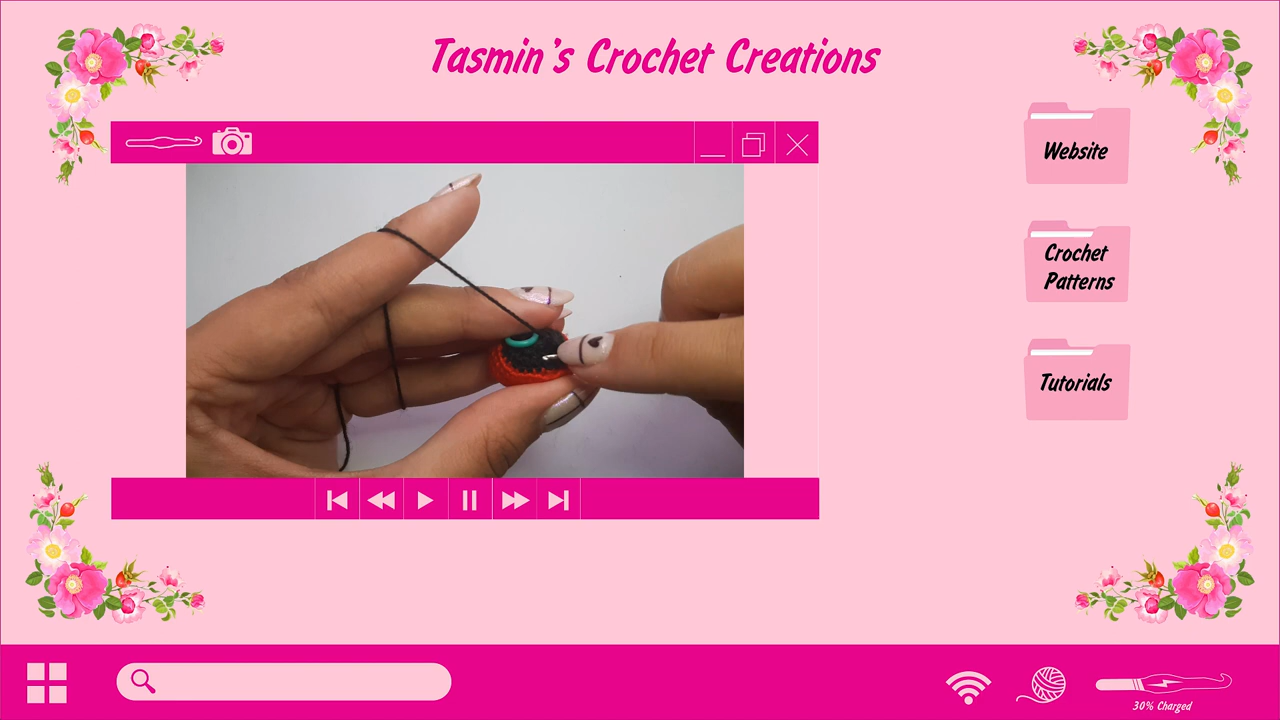 Tasmin's Crochet Creations
Website
Crochet
Patterns
Tutorials
30% Charged